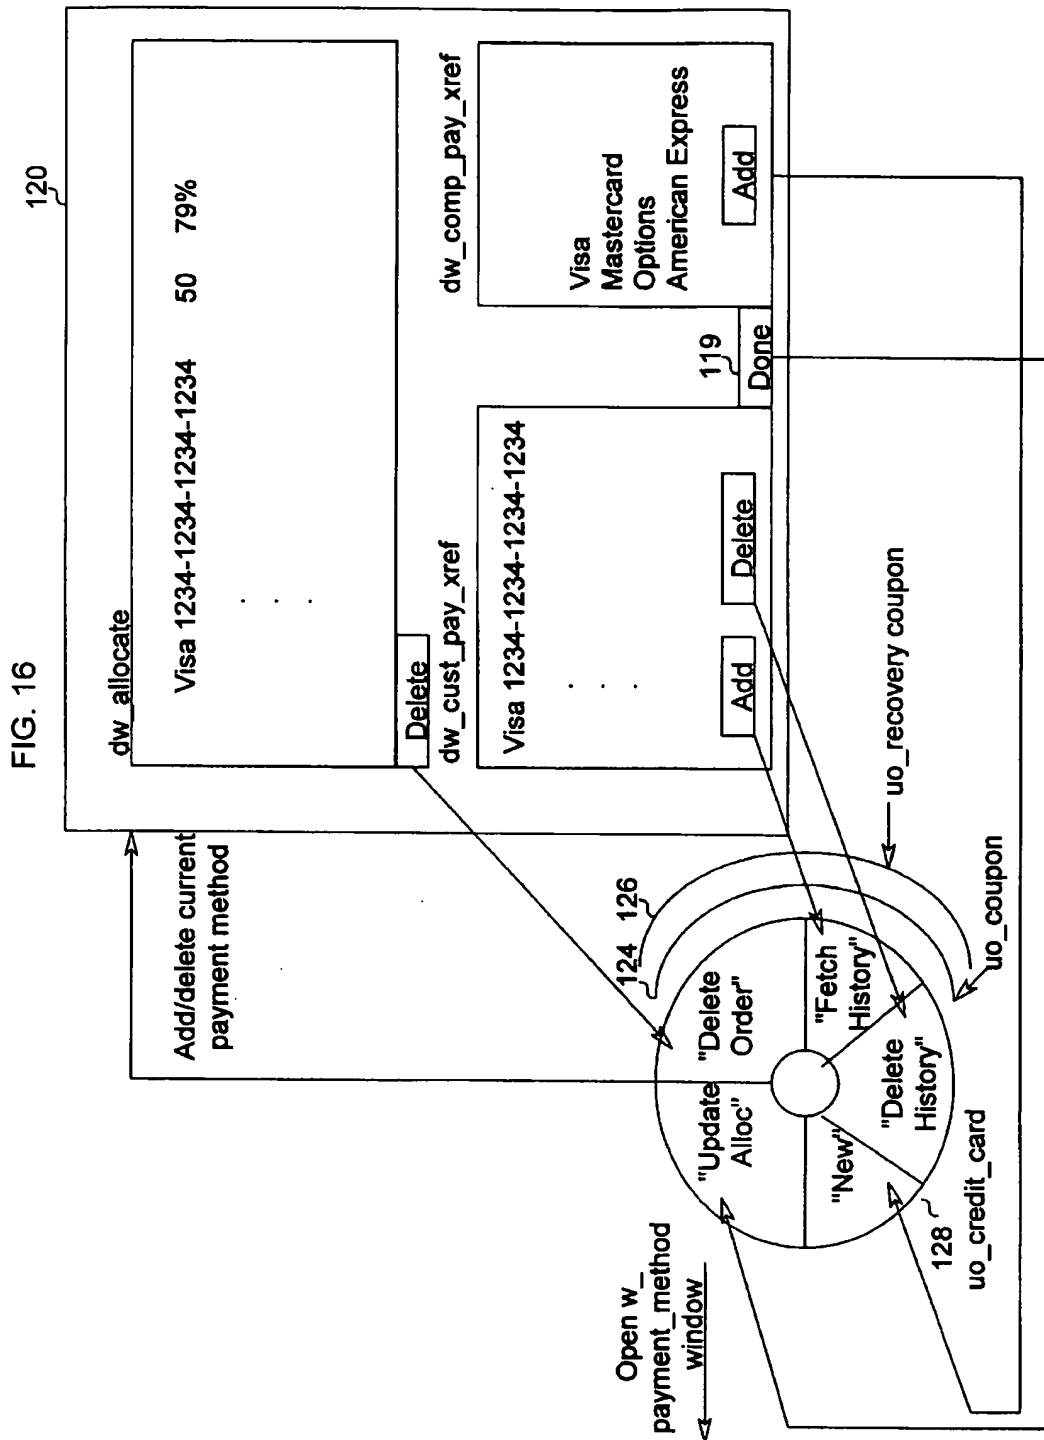 FIG. 16
120
dw_allocate
Visa 1234-1234-1234-1234 50 79%
. . .
Delete
dw_cust_pay_xref
Visa 1234-1234-1234-1234
. . .
Add
Delete
119
Done
dw_comp_pay_xref
Visa
Mastercard
Options
American Express
Add
Add/delete current
payment method
124
126
"Update
Alloc"
"Delete
Order"
"Fetch
History"
"Delete
History"
"New"
uo_recovery coupon
uo_coupon
128
uo_credit_card
Open w_
payment_method
window